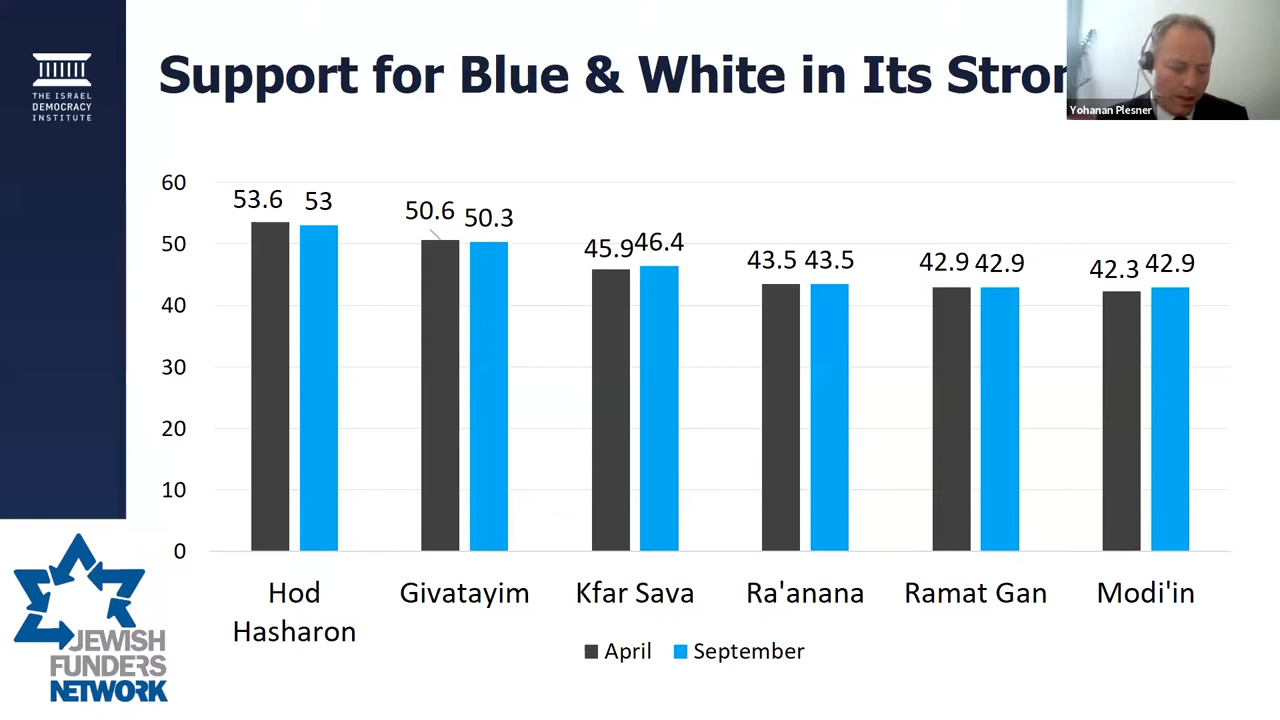 THE ISRAEL
DEMOCRACY
INSTITUTE
Support for Blue & White in Its
Yohanan Plesner
60
50
40
30
20
10
0
53.6 53
50.6 50.3
45.9 46.4
43.5 43.5
42.9 42.9
42.3 42.9
Hod
Hasharon
Givatayim
Kfar Sava
Ra'anana
Ramat Gan
Modi'in
April September
JEWISH
FUNDERS
NETWORK